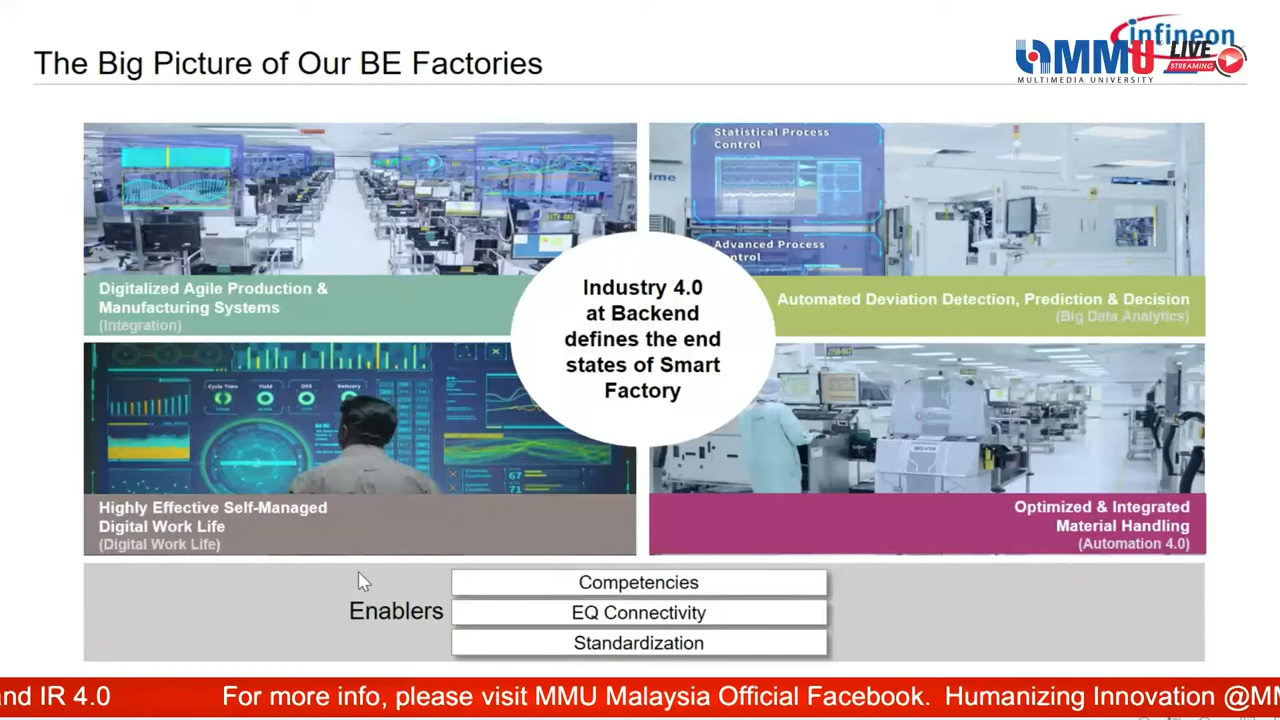 The Big Picture of Our BE Factories
infineon
MMU
MULTIMEDIA UNIVERSITY
LIVE
STREAMING
Statistical Process
Control
Advanced Process
Digitalized Agile Production &
Manufacturing Systems
(Integration)
Automated Deviation Detection, Prediction & Decision
(Big Data Analytics)
Industry 4.0
at Backend
defines the end
states of Smart
Factory
Cycle Time Yield OEE Delivery
67
71
Highly Effective Self-Managed
Digital Work Life
(Digital Work Life)
Optimized & Integrated
Material Handling
(Automation 4.0)
Enablers
Competencies
EQ Connectivity
Standardization
and IR 4.0 For more info, please visit MMU Malaysia Official Facebook. Humanizing Innovation @MM